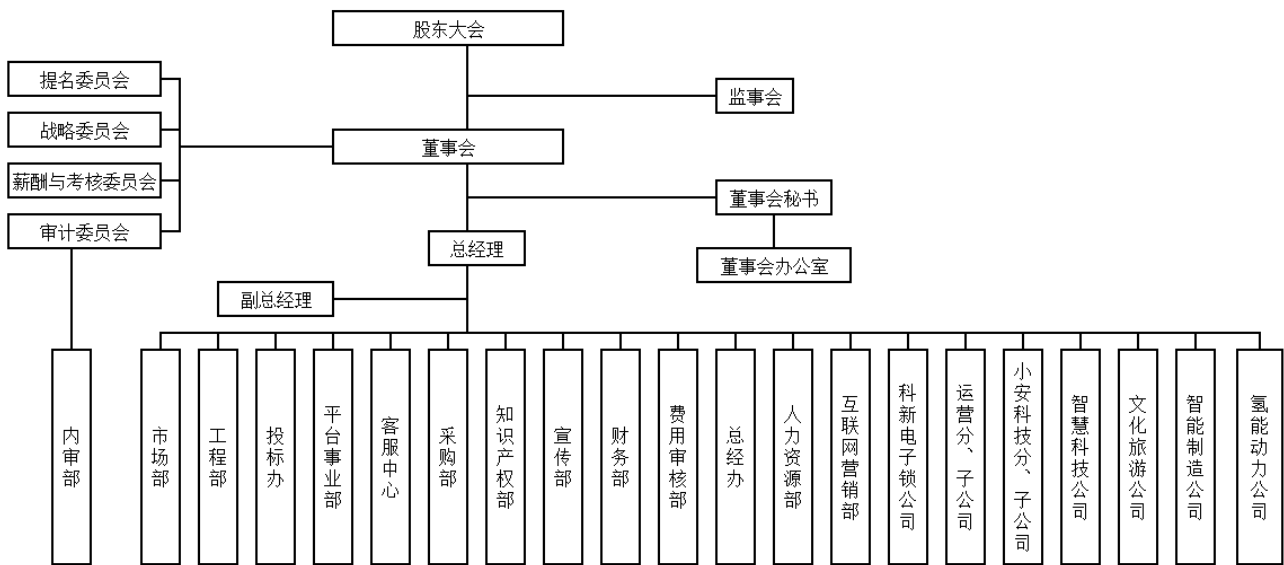 股东大会
提名委员会
监事会
战略委员会
董事会
薪酬与考核委员会
董事会秘书
审计委员会
总经理
董事会办公室
副总经理
内审部
市场部
工程部
投标办
平台事业部
客服中心
采购部
知识产权部
宣传部
财务部
费用审核部
总经办
人力资源部
互联网营销部
科新电子锁公司
运营分、子公司
小安科技分、子公司
智慧科技公司
文化旅游公司
智能制造公司
氢能动力公司